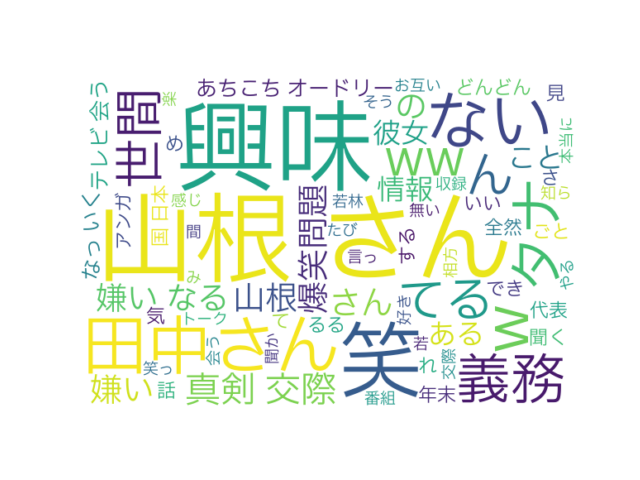 あちこち オードリー お互い どんどん 見
テレビ 会う 楽 世間 め 興味 そう の 彼女 ない こと さ 本当に
ww ん 情報 収録 いい 知ら
なっ いく アンガ 国 日本 感じ 間 若林 無い 全然 ごと タナ
山根 さん 爆笑問題 たび 言っ する 相方 やる
み 嫌い なる 山根 さん てる でき
気 トーク て るる 好き ある w 代表
田中 さん 会う 聞か 笑 若 れ 交際 義務 聞く
笑っ
嫌い 話 真剣 交際 番組 年末